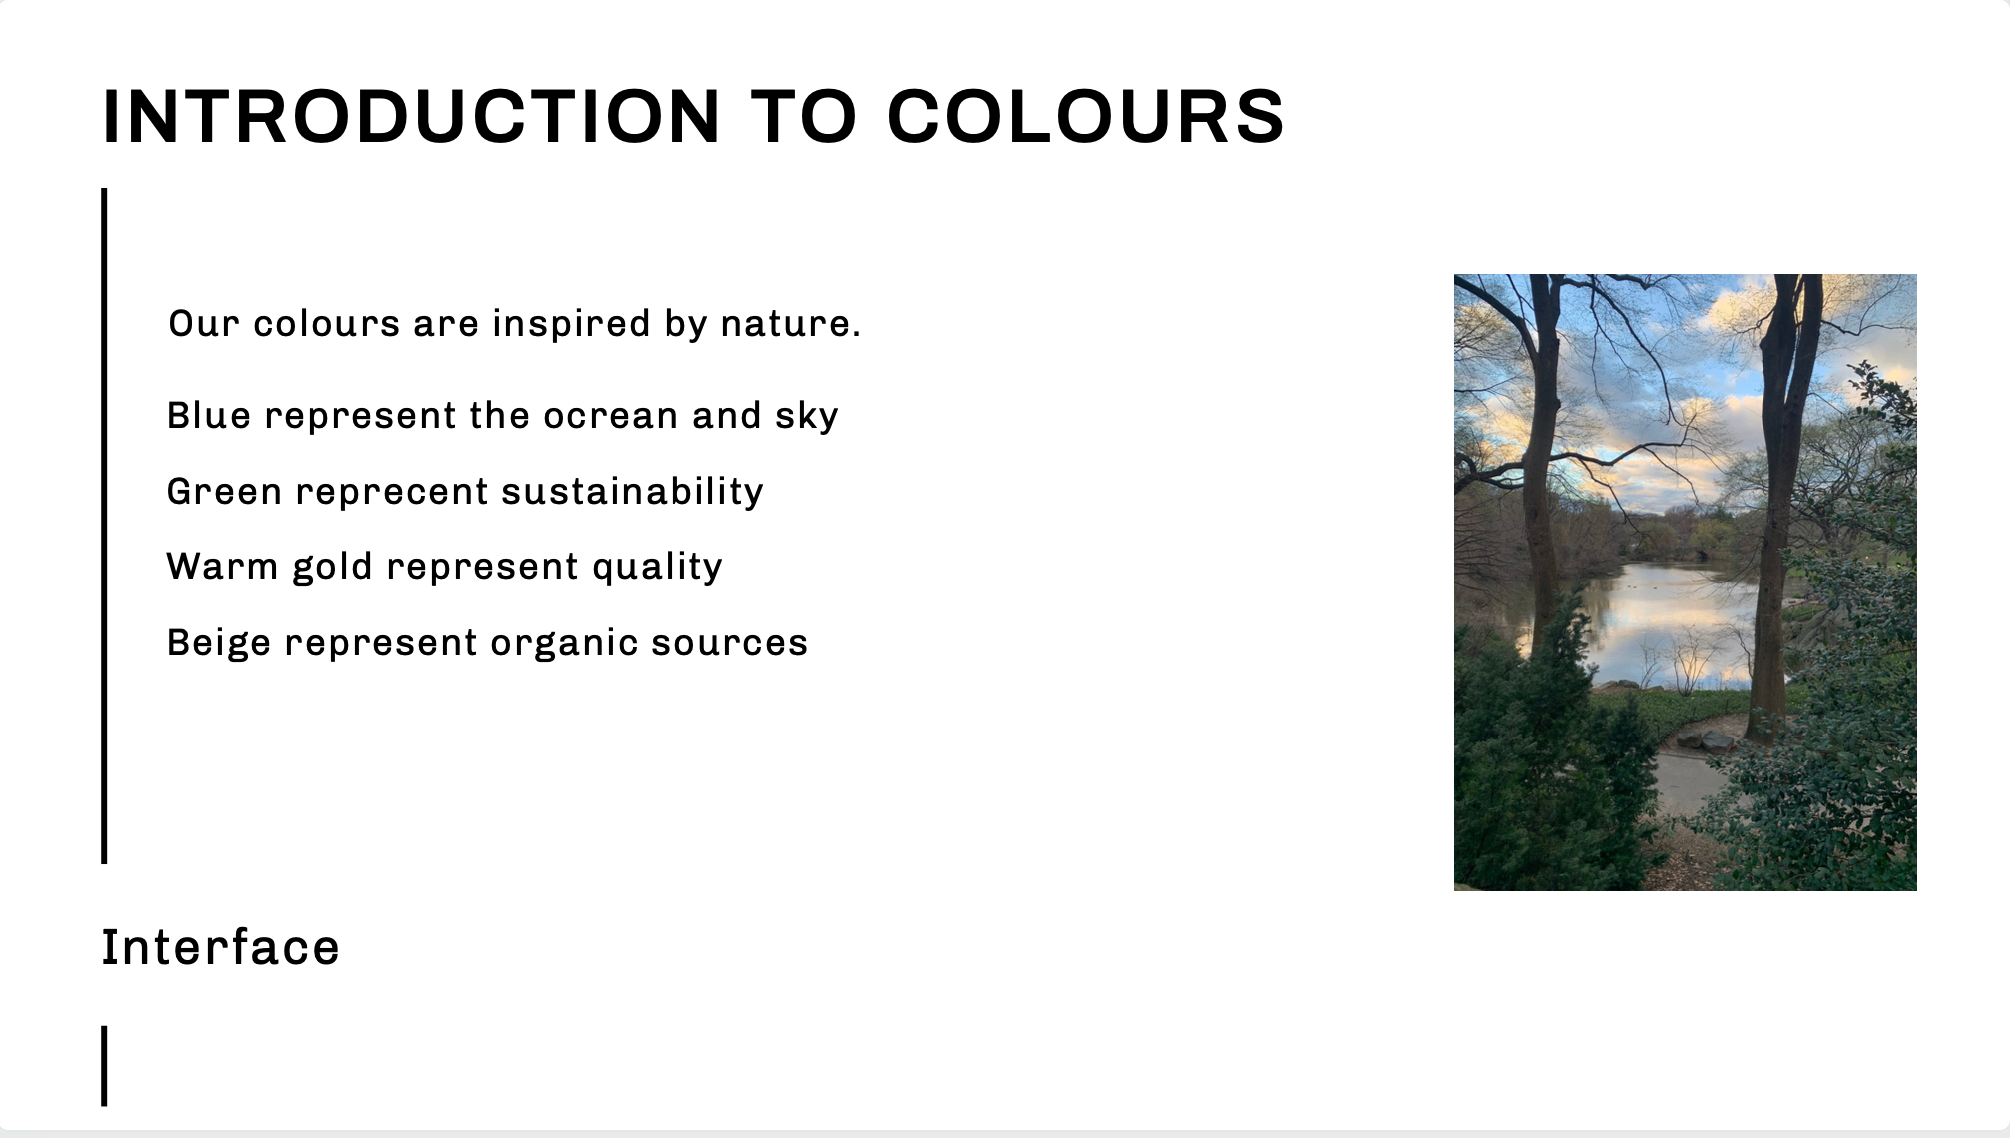 INTRODUCTION TO COLOURS
Our colours are inspired by nature.
Blue represent the ocrean and sky
Green reprecent sustainability
Warm gold represent quality
Beige represent organic sources
Interface